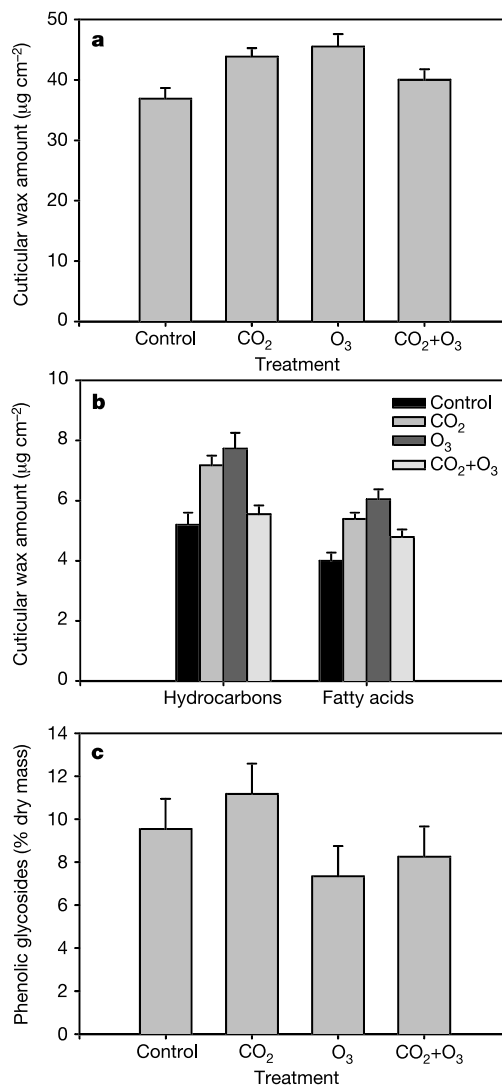 a
Cuticular wax amount (μg cm⁻²)
50
40
30
20
10
0
Control
CO₂
O₃
CO₂+O₃
Treatment
b
Cuticular wax amount (μg cm⁻²)
10
8
6
4
2
0
Control
CO₂
O₃
CO₂+O₃
Hydrocarbons
Fatty acids
c
Phenolic glycosides (% dry mass)
14
12
10
8
6
4
2
0
Control
CO₂
O₃
CO₂+O₃
Treatment